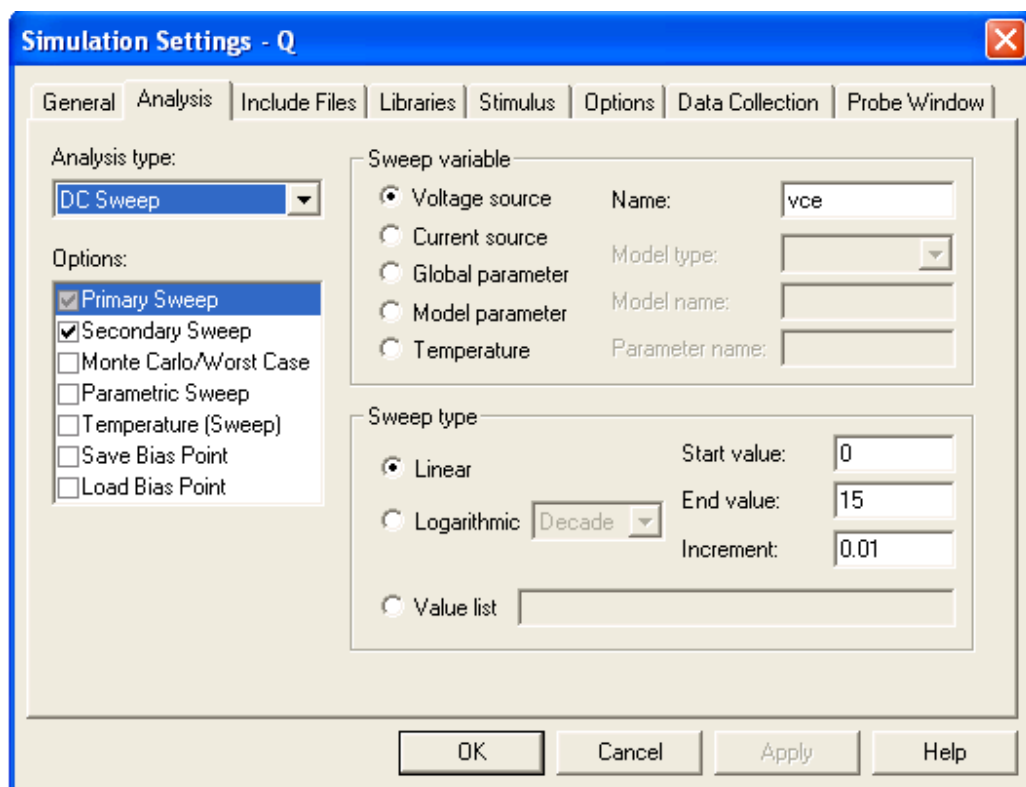 Simulation Settings - Q
General Analysis Include Files Libraries Stimulus Options Data Collection Probe Window
Analysis type:
DC Sweep
Options:
Primary Sweep
Secondary Sweep
Monte Carlo/Worst Case
Parametric Sweep
Temperature (Sweep)
Save Bias Point
Load Bias Point
Sweep variable
Voltage source
Current source
Global parameter
Model parameter
Temperature
Name: vce
Model type:
Model name:
Parameter name:
Sweep type
Linear
Logarithmic Decade
Value list
Start value: 0
End value: 15
Increment: 0.01
OK Cancel Apply Help